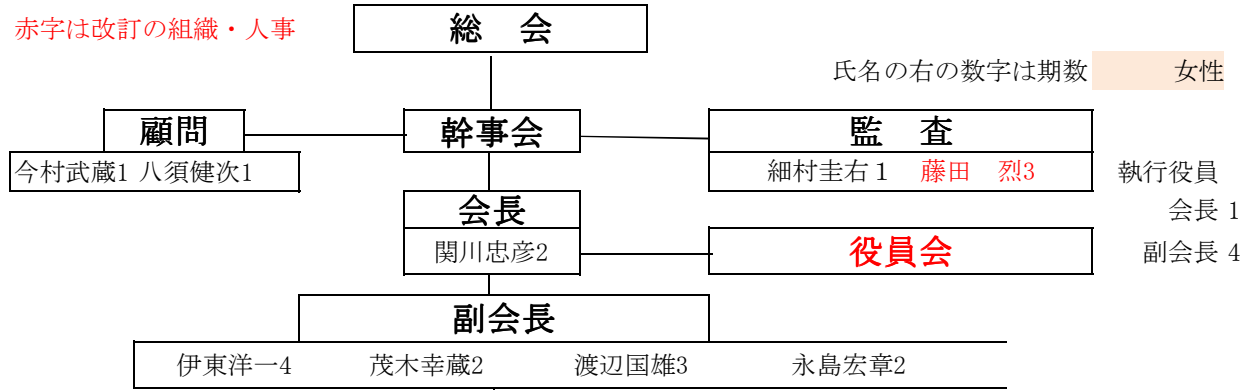 赤字は改訂の組織・人事
総　会
氏名の右の数字は期数　女性
顧問
幹事会
監　査
今村武蔵1 八須健次1
細村圭右１　藤田　烈3
執行役員
会長
会長 1
関川忠彦2
役員会
副会長 4
副会長
伊東洋一4　茂木幸蔵2　渡辺国雄3　永島宏章2